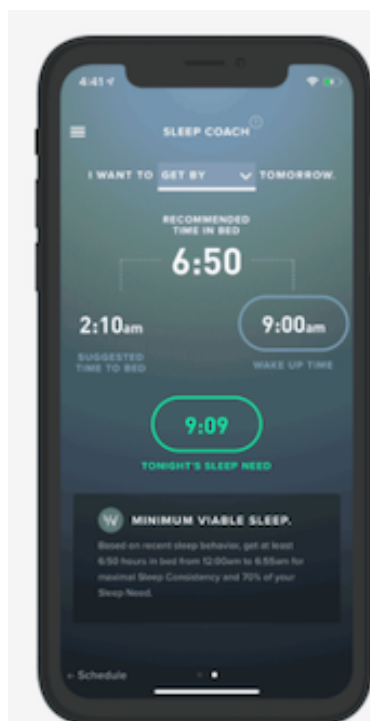 4:41
SLEEP COACH
I WANT TO GET BY TOMORROW.
RECOMMENDED
TIME IN BED
6:50
2:10am
9:00am
SUGGESTED
TIME TO BED
WAKE UP TIME
9:09
TONIGHT'S SLEEP NEED
W MINIMUM VIABLE SLEEP.
Based on recent sleep behavior, get at least
6:50 hours in bed from 12:00am to 6:55am for
maximal Sleep Consistency and 70% of your
Sleep Need.
Schedule